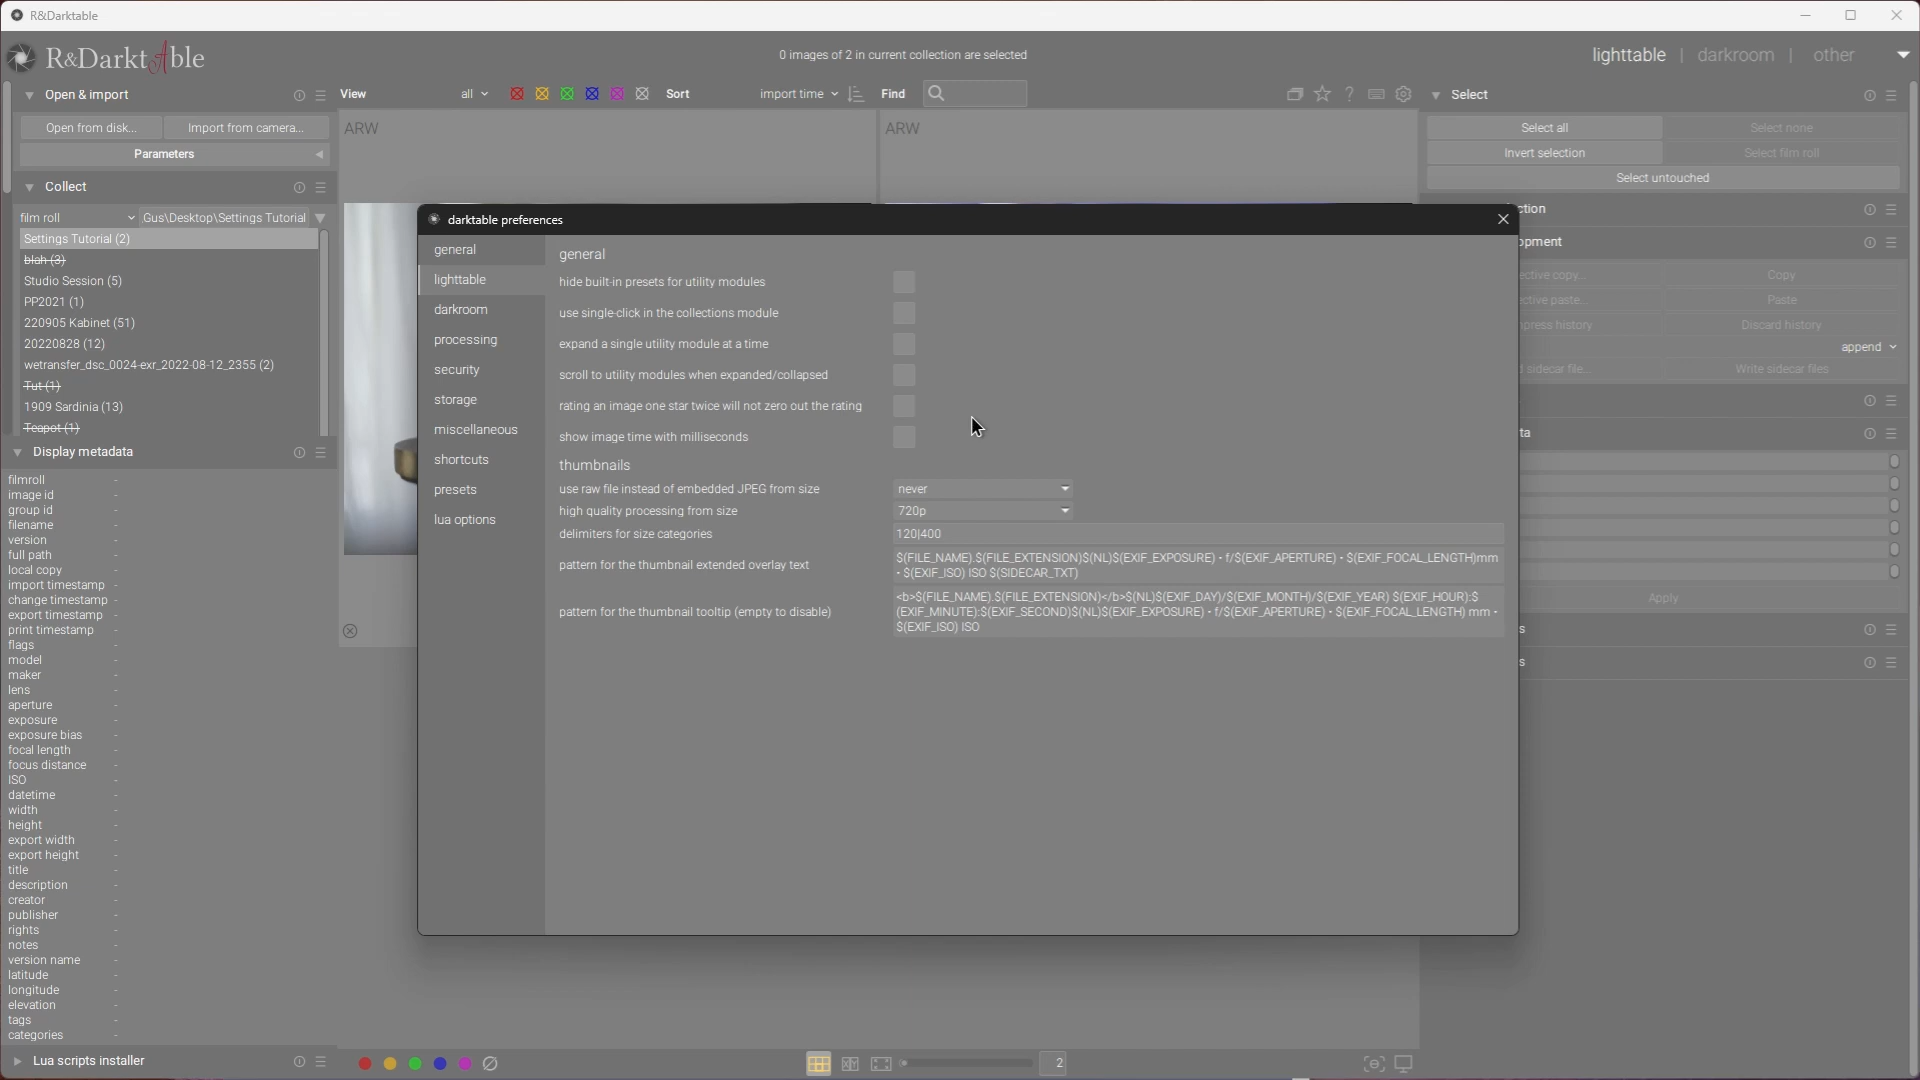 R&Darktable
R&Darktable
0 images of 2 in current collection are selected
lighttable | darkroom | other
Open & import
Open from disk...
Import from camera...
Parameters
Collect
film roll
Gus\Desktop\Settings Tutorial
Settings Tutorial (2)
blah (3)
Studio Session (5)
PP2021 (1)
220905 Kabinet (51)
20220828 (12)
wetransfer_dsc_0024-exr_2022-08-12_2355 (2)
Tut (1)
1909 Sardinia (13)
Teapot (1)
Display metadata
filmroll -
image id -
group id -
filename -
version -
full path -
local copy -
import timestamp -
change timestamp -
export timestamp -
print timestamp -
flags -
model -
maker -
lens -
aperture -
exposure -
exposure bias -
focal length -
focus distance -
ISO -
datetime -
width -
height -
export width -
export height -
title -
description -
creator -
publisher -
rights -
notes -
version name -
latitude -
longitude -
elevation -
tags -
categories -
Lua scripts installer
View
all
Sort
import time
Find
ARW
ARW
darktable preferences
general
lighttable
darkroom
processing
security
storage
miscellaneous
shortcuts
presets
lua options
general
hide built-in presets for utility modules
use single-click in the collections module
expand a single utility module at a time
scroll to utility modules when expanded/collapsed
rating an image one star twice will not zero out the rating
show image time with milliseconds
thumbnails
use raw file instead of embedded JPEG from size
never
high quality processing from size
720p
delimiters for size categories
120|400
pattern for the thumbnail extended overlay text
$(FILE_NAME).$(FILE_EXTENSION)$(NL)$(EXIF_EXPOSURE) • f/$(EXIF_APERTURE) • $(EXIF_FOCAL_LENGTH)mm
• $(EXIF_ISO) ISO $(SIDECAR_TXT)
pattern for the thumbnail tooltip (empty to disable)
<b>$(FILE_NAME).$(FILE_EXTENSION)</b>$(NL)$(EXIF_DAY)/$(EXIF_MONTH)/$(EXIF_YEAR) $(EXIF_HOUR):$
(EXIF_MINUTE):$(EXIF_SECOND)$(NL)$(EXIF_EXPOSURE) • f/$(EXIF_APERTURE) • $(EXIF_FOCAL_LENGTH) mm •
$(EXIF_ISO) ISO
Select
Select all
Select none
Invert selection
Select film roll
Select untouched
ction
opment
ective copy...
Copy
ective paste...
Paste
press history
Discard history
append
d sidecar file...
Write sidecar files
ta
Apply
s
s
2